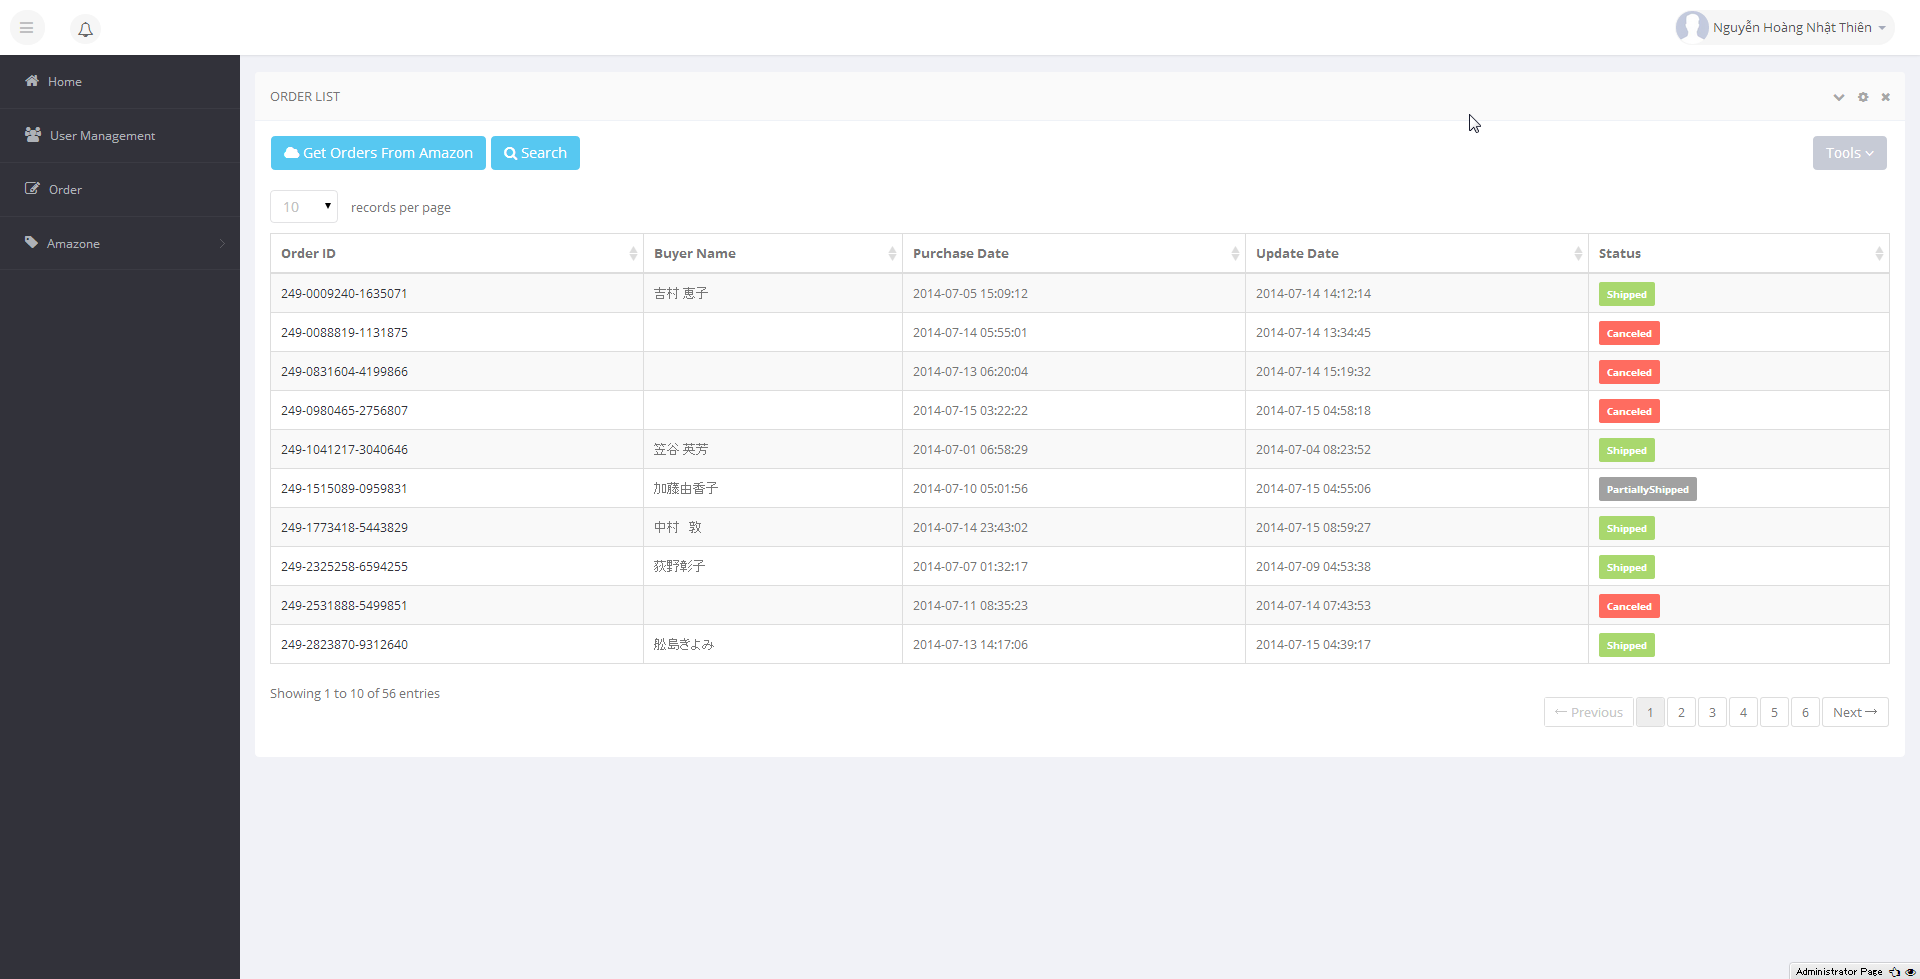 Nguyễn Hoàng Nhật Thiên
Home
User Management
Order
Amazone
ORDER LIST
Get Orders From Amazon Search Tools
10 records per page
Order ID Buyer Name Purchase Date Update Date Status
249-0009240-1635071 吉村 恵子 2014-07-05 15:09:12 2014-07-14 14:12:14 Shipped
249-0088819-1131875 2014-07-14 05:55:01 2014-07-14 13:34:45 Canceled
249-0831604-4199866 2014-07-13 06:20:04 2014-07-14 15:19:32 Canceled
249-0980465-2756807 2014-07-15 03:22:22 2014-07-15 04:58:18 Canceled
249-1041217-3040646 笠谷 英芳 2014-07-01 06:58:29 2014-07-04 08:23:52 Shipped
249-1515089-0959831 加藤由香子 2014-07-10 05:01:56 2014-07-15 04:55:06 PartiallyShipped
249-1773418-5443829 中村 敦 2014-07-14 23:43:02 2014-07-15 08:59:27 Shipped
249-2325258-6594255 荻野彰子 2014-07-07 01:32:17 2014-07-09 04:53:38 Shipped
249-2531888-5499851 2014-07-11 08:35:23 2014-07-14 07:43:53 Canceled
249-2823870-9312640 舩島きよみ 2014-07-13 14:17:06 2014-07-15 04:39:17 Shipped
Showing 1 to 10 of 56 entries
← Previous 1 2 3 4 5 6 Next →
Administrator Page